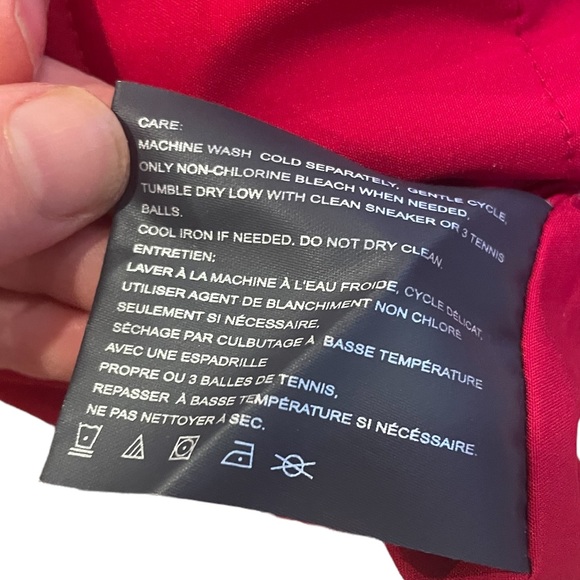 CARE:
MACHINE WASH COLD SEPARATELY, GENTLE CYCLE,
ONLY NON-CHLORINE BLEACH WHEN NEEDED,
TUMBLE DRY LOW WITH CLEAN SNEAKER OR 3 TENNIS
BALLS.
COOL IRON IF NEEDED. DO NOT DRY CLEAN.
ENTRETIEN:
LAVER À LA MACHINE À L'EAU FROIDE, CYCLE DÉLICAT,
UTILISER AGENT DE BLANCHIMENT NON CHLORÉ
SEULEMENT SI NÉCESSAIRE,
SÉCHAGE PAR CULBUTAGE À BASSE TEMPÉRATURE
AVEC UNE ESPADRILLE
PROPRE OU 3 BALLES DE TENNIS,
REPASSER À BASSE TEMPÉRATURE SI NÉCÉSSAIRE.
NE PAS NETTOYER À SEC.